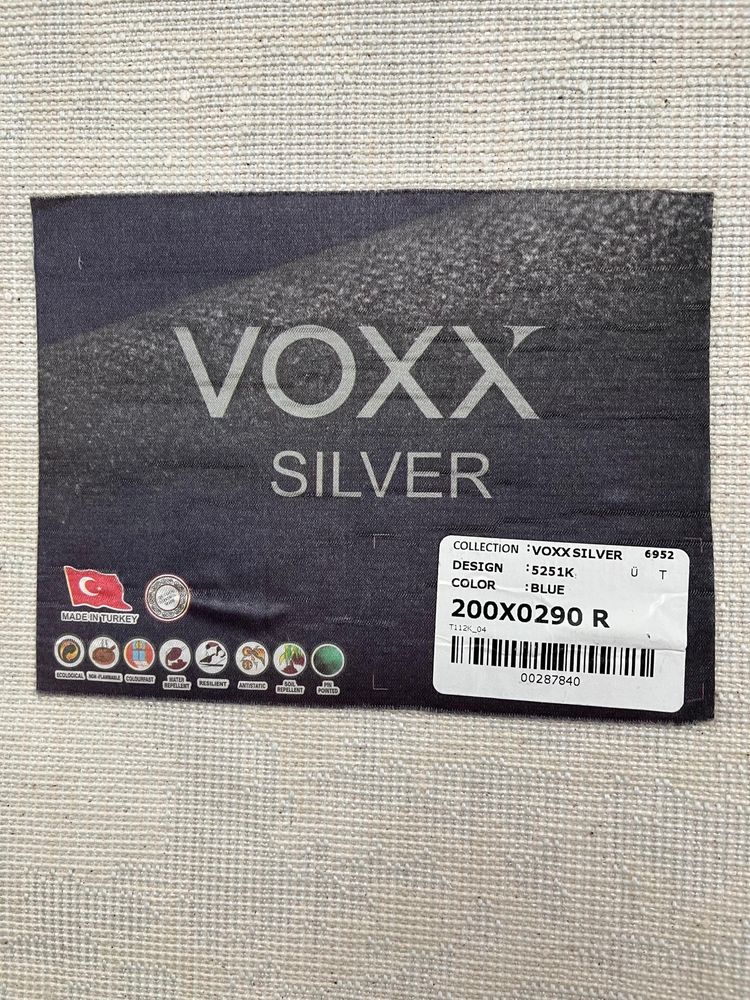 VOXX
SILVER
COLLECTION : VOXX SILVER 6952
DESIGN : 5251K Ü T
COLOR : BLUE
200X0290 R
T112K_04
00287840
MADE IN TURKEY
ECOLOGICAL
NON-FLAMMABLE
COLOURFAST
WATER REPELLENT
RESILIENT
ANTISTATIC
SOIL REPELLENT
PIN POINTED